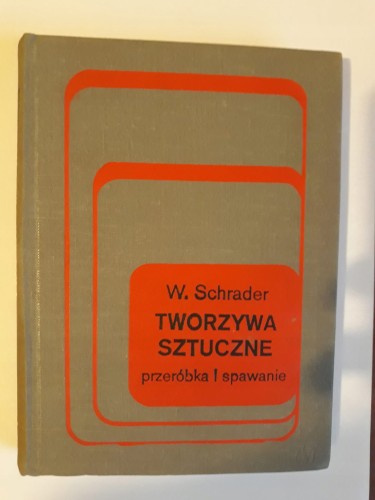 W. Schrader
TWORZYWA
SZTUCZNE
przeróbka i spawanie